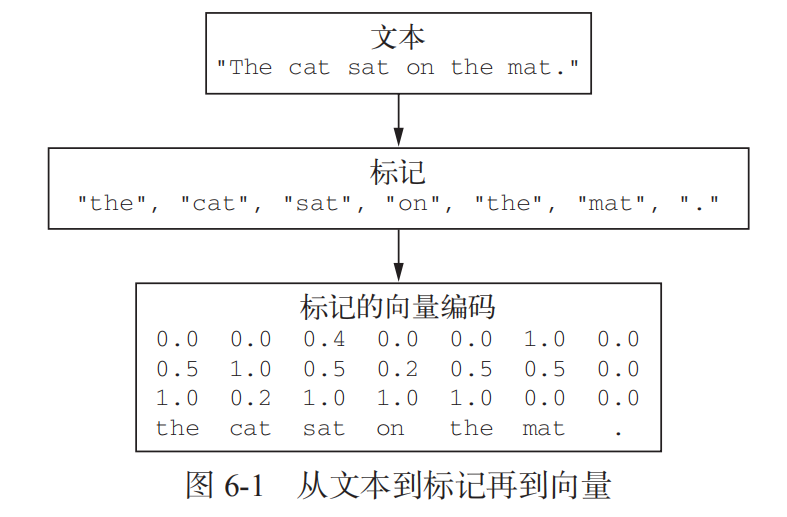 文本
"The cat sat on the mat."
标记
"the", "cat", "sat", "on", "the", "mat", "."
标记的向量编码
0.0 0.0 0.4 0.0 0.0 1.0 0.0
0.5 1.0 0.5 0.2 0.5 0.5 0.0
1.0 0.2 1.0 1.0 1.0 0.0 0.0
the cat sat on the mat .
图 6-1 从文本到标记再到向量